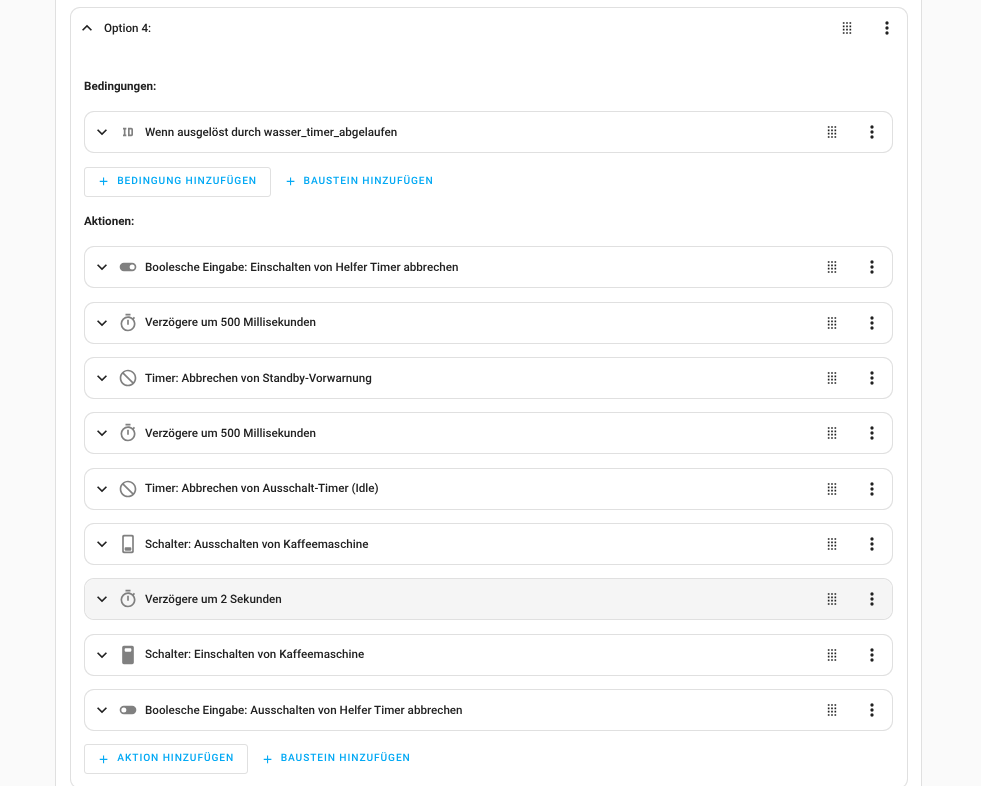 Option 4:
Bedingungen:
ID Wenn ausgelöst durch wasser_timer_abgelaufen
+ BEDINGUNG HINZUFÜGEN + BAUSTEIN HINZUFÜGEN
Aktionen:
Boolesche Eingabe: Einschalten von Helfer Timer abbrechen
Verzögere um 500 Millisekunden
Timer: Abbrechen von Standby-Vorwarnung
Verzögere um 500 Millisekunden
Timer: Abbrechen von Ausschalt-Timer (Idle)
Schalter: Ausschalten von Kaffeemaschine
Verzögere um 2 Sekunden
Schalter: Einschalten von Kaffeemaschine
Boolesche Eingabe: Ausschalten von Helfer Timer abbrechen
+ AKTION HINZUFÜGEN + BAUSTEIN HINZUFÜGEN